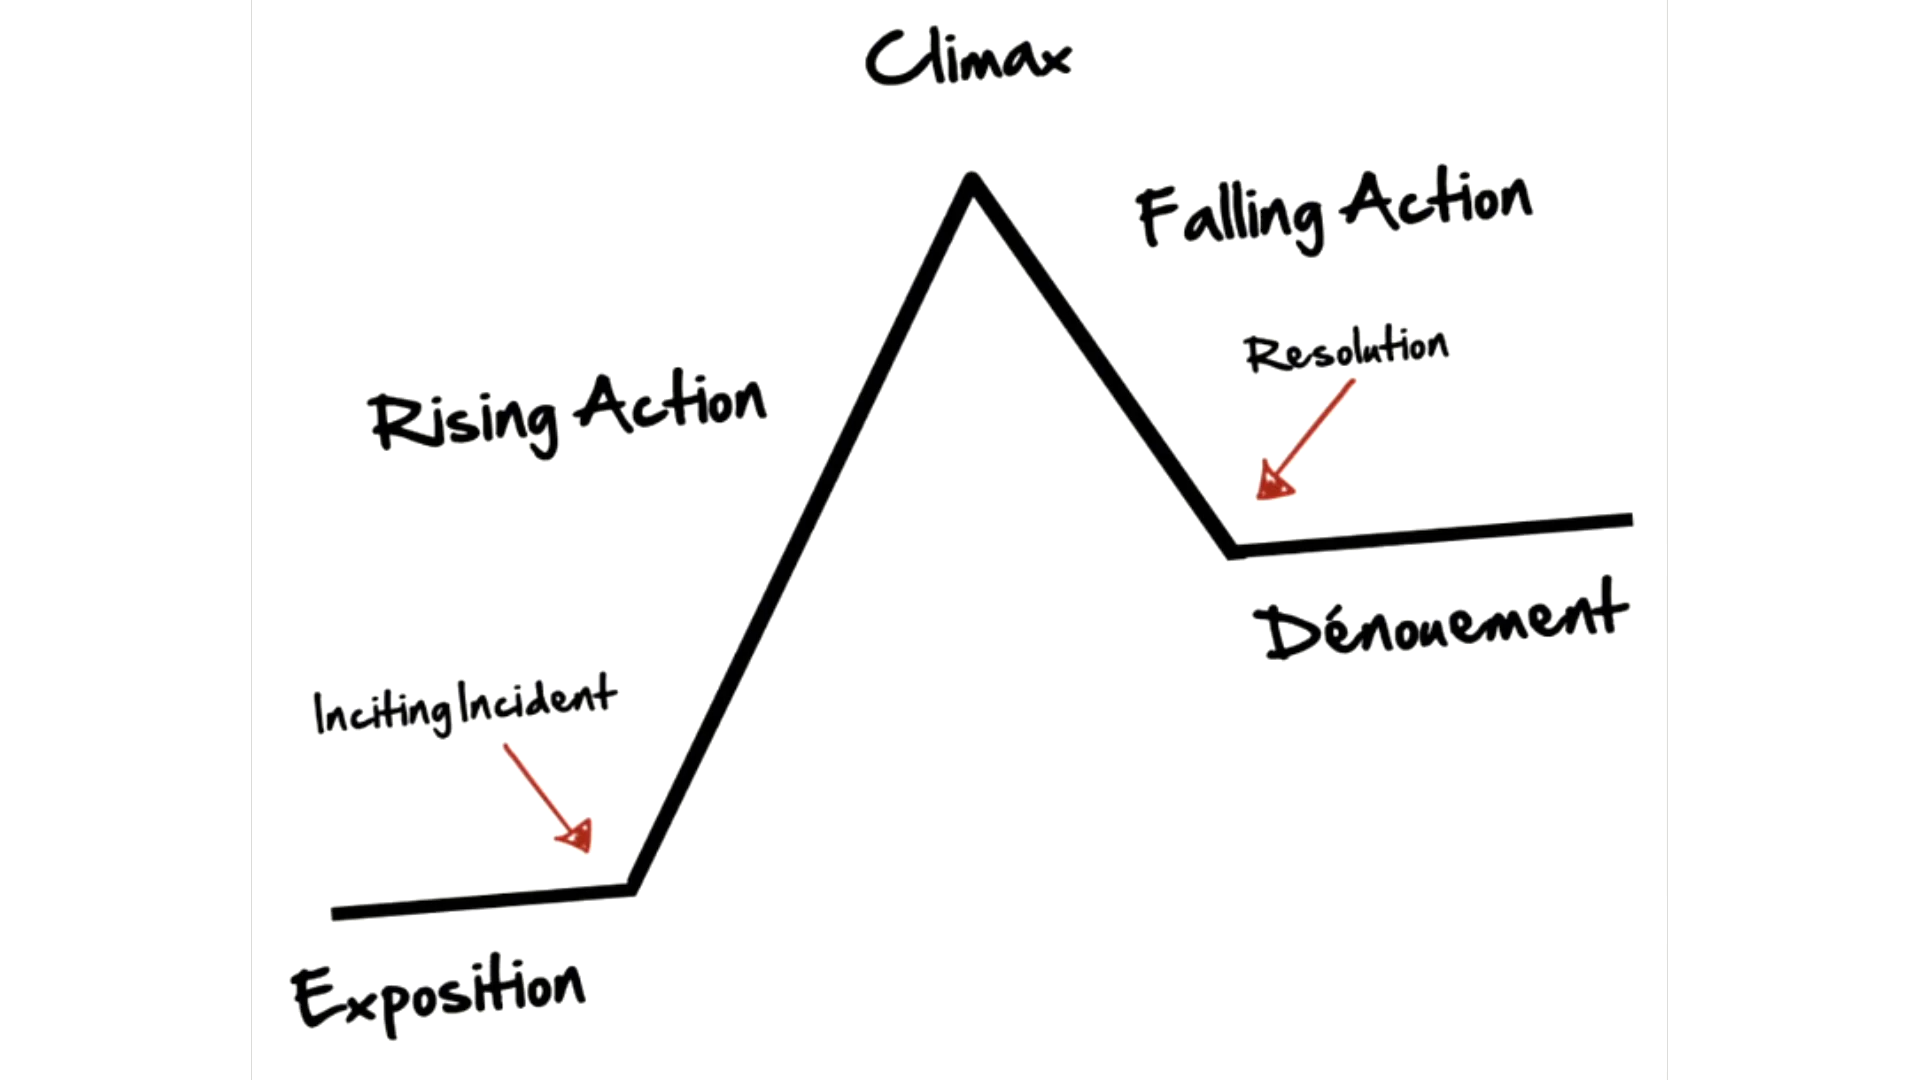 Climax
Falling Action
Resolution
Rising Action
Dénouement
Inciting Incident
Exposition